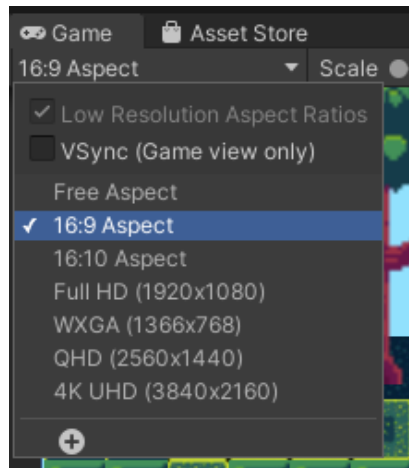 Game Asset Store
16:9 Aspect Scale
Low Resolution Aspect Ratios
VSync (Game view only)
Free Aspect
16:9 Aspect
16:10 Aspect
Full HD (1920x1080)
WXGA (1366x768)
QHD (2560x1440)
4K UHD (3840x2160)